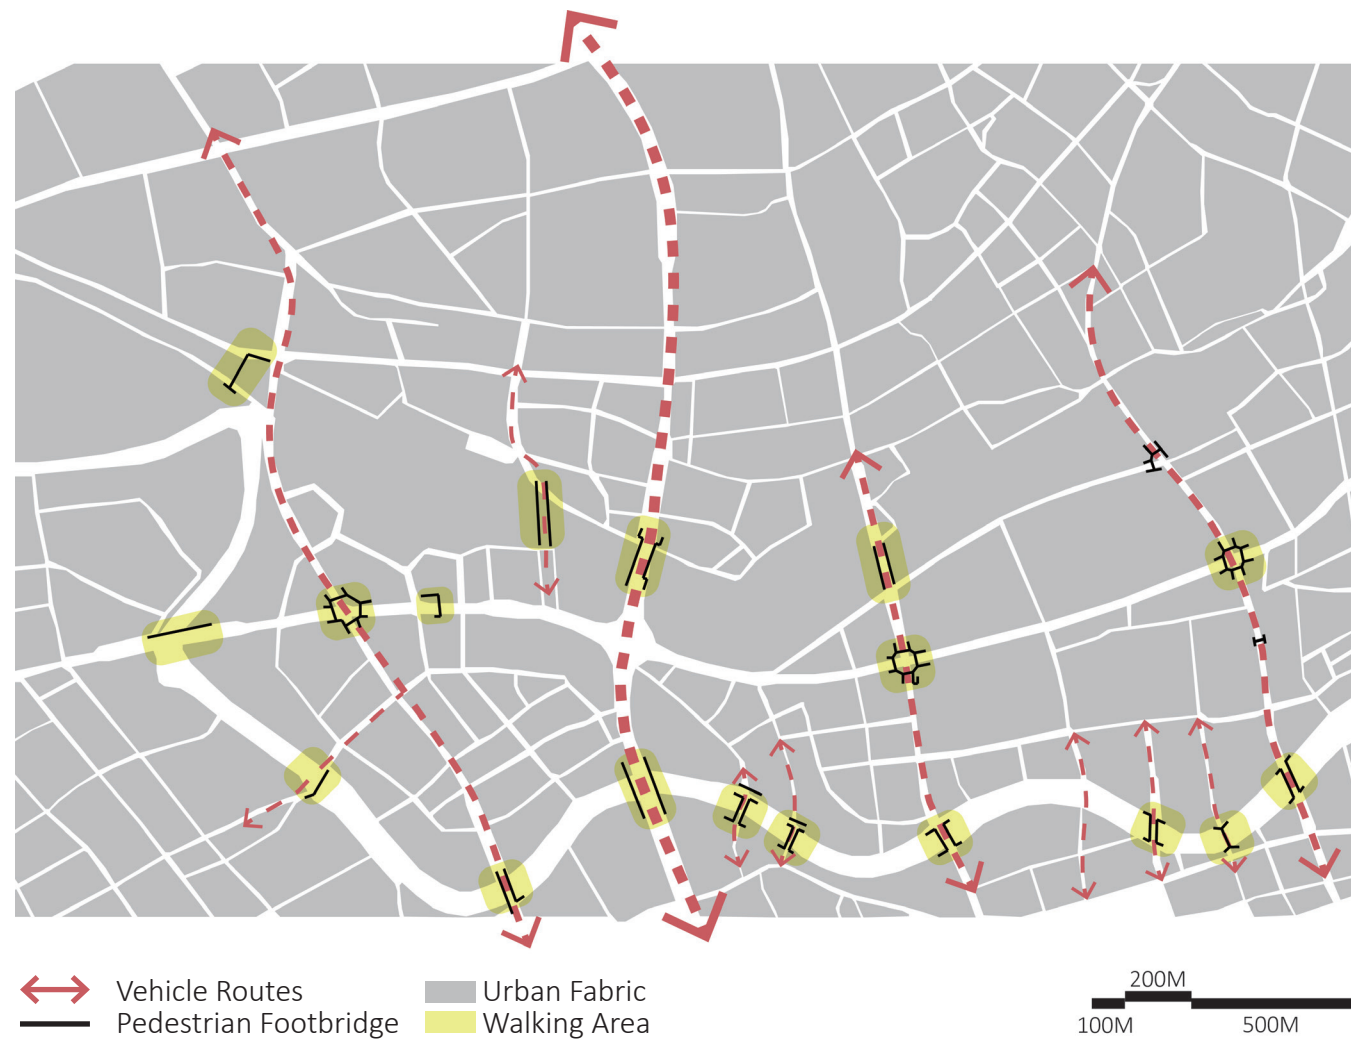 Vehicle Routes
Pedestrian Footbridge
Urban Fabric
Walking Area
200M
100M
500M